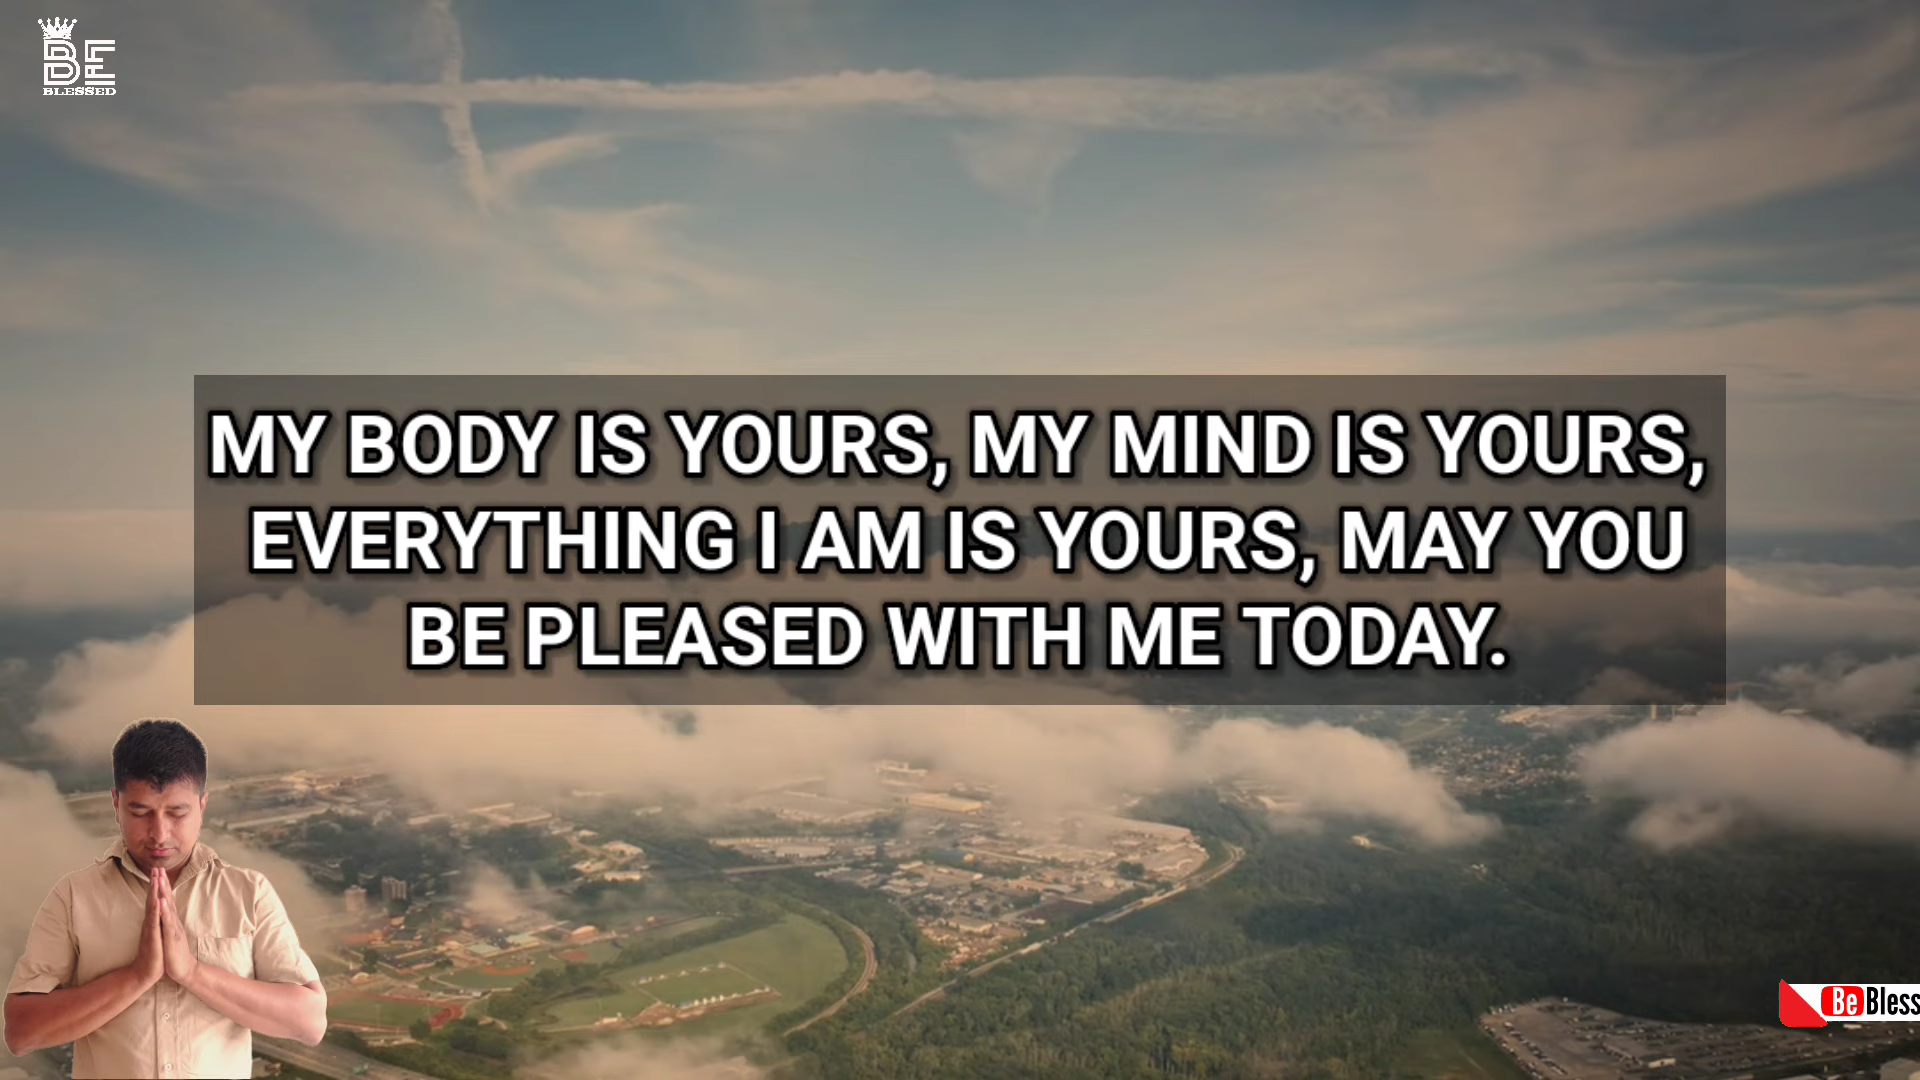 BE
BLESSED
MY BODY IS YOURS, MY MIND IS YOURS,
EVERYTHING I AM IS YOURS, MAY YOU
BE PLEASED WITH ME TODAY.
Be Bless